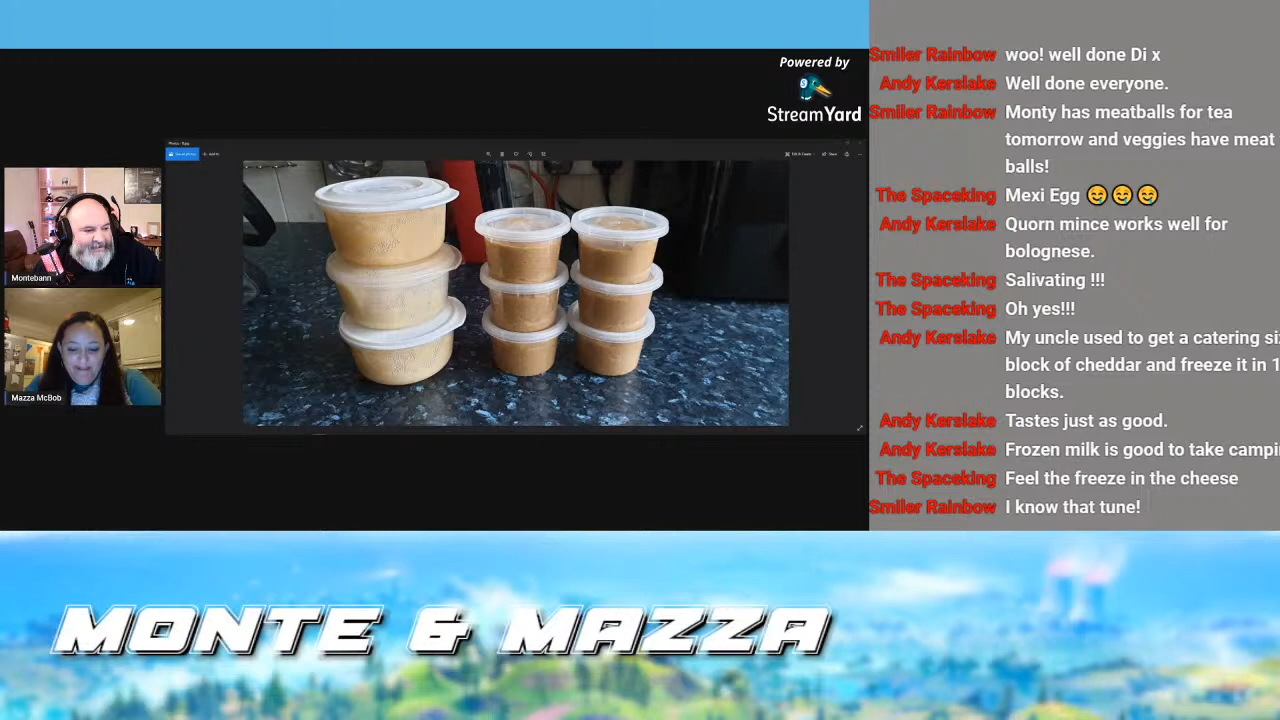 Powered by
StreamYard
Montebann
Mazza McBob
Smiler Rainbow woo! well done Di x
Andy Kerslake Well done everyone.
Smiler Rainbow Monty has meatballs for tea
tomorrow and veggies have meat
balls!
The Spaceking Mexi Egg 😋😋😋
Andy Kerslake Quorn mince works well for
bolognese.
The Spaceking Salivating !!!
The Spaceking Oh yes!!!
Andy Kerslake My uncle used to get a catering
block of cheddar and freeze it in
blocks.
Andy Kerslake Tastes just as good.
Andy Kerslake Frozen milk is good to take
The Spaceking Feel the freeze in the cheese
Smiler Rainbow I know that tune!
MONTE & MAZZA